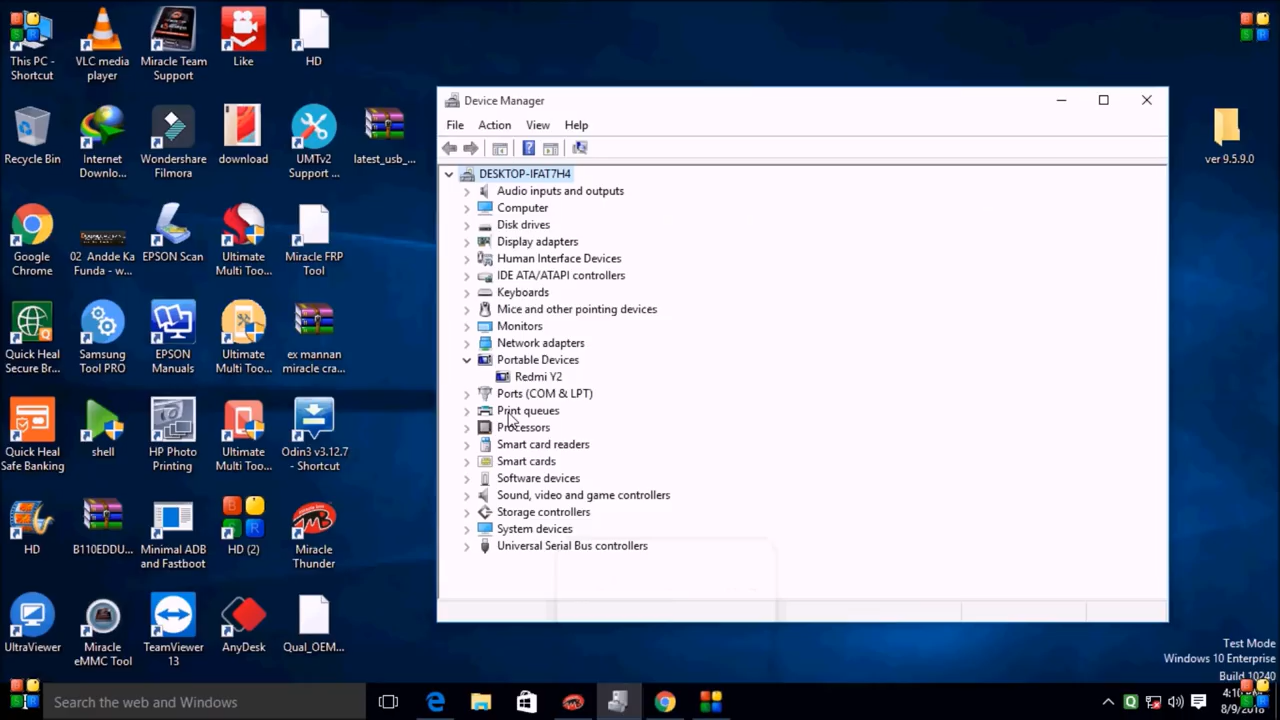 This PC -
Shortcut
VLC media
player
Miracle Team
Support
Like
HD
Recycle Bin
Internet
Downlo...
Wondershare
Filmora
download
UMTv2
Support ...
latest_usb_...
Google
Chrome
02 Andde Ka
Funda - w...
EPSON Scan
Ultimate
Multi Too...
Miracle FRP
Tool
Quick Heal
Secure Br...
Samsung
Tool PRO
EPSON
Manuals
Ultimate
Multi Too...
ex mannan
miracle cra...
Quick Heal
Safe Banking
shell
HP Photo
Printing
Ultimate
Multi Too...
Odin3 v3.12.7
- Shortcut
HD
B110EDDU...
Minimal ADB
and Fastboot
HD (2)
Miracle
Thunder
UltraViewer
Miracle
eMMC Tool
TeamViewer
13
AnyDesk
Qual_OEM...
Device Manager
File Action View Help
DESKTOP-IFAT7H4
Audio inputs and outputs
Computer
Disk drives
Display adapters
Human Interface Devices
IDE ATA/ATAPI controllers
Keyboards
Mice and other pointing devices
Monitors
Network adapters
Portable Devices
Redmi Y2
Ports (COM & LPT)
Print queues
Processors
Smart card readers
Smart cards
Software devices
Sound, video and game controllers
Storage controllers
System devices
Universal Serial Bus controllers
ver 9.5.9.0
Test Mode
Windows 10 Enterprise
Build 10240
Search the web and Windows
8/9/2018